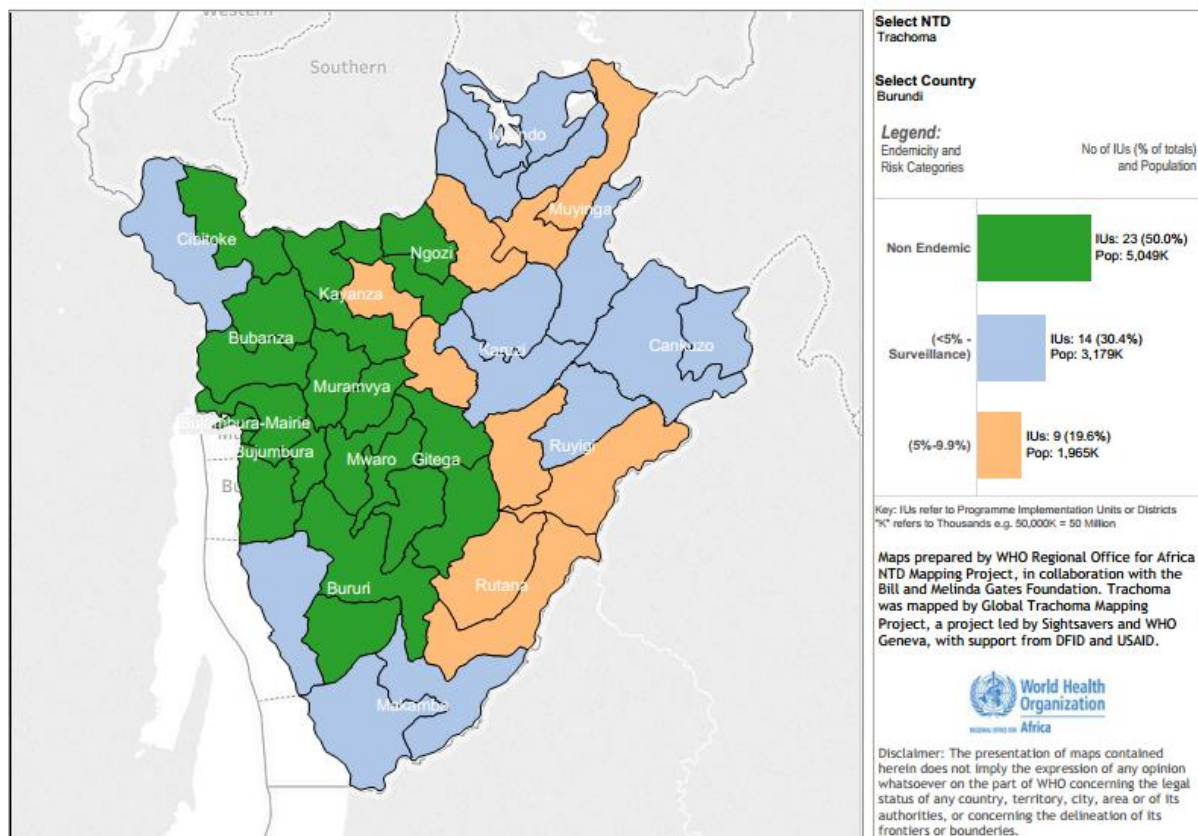 Western
Southern
Kirundo
Muyinga
Cibitoke
Ngozi
Kayanza
Bubanza
Karuzi
Cankuzo
Muramvya
Bujumbura-Mairie
Bujumbura
Mwaro
Gitega
Ruyigi
Bururi
Rutana
Makamba
Select NTD
Trachoma
Select Country
Burundi
Legend:
Endemicity and
Risk Categories
No of IUs (% of totals)
and Population
Non Endemic
IUs: 23 (50.0%)
Pop: 5,049K
(<5% -
Surveillance)
IUs: 14 (30.4%)
Pop: 3,179K
(5%-9.9%)
IUs: 9 (19.6%)
Pop: 1,965K
Key: IUs refer to Programme Implementation Units or Districts
"K" refers to Thousands e.g. 50,000K = 50 Million
Maps prepared by WHO Regional Office for Africa
NTD Mapping Project, in collaboration with the
Bill and Melinda Gates Foundation. Trachoma
was mapped by Global Trachoma Mapping
Project, a project led by Sightsavers and WHO
Geneva, with support from DFID and USAID.
World Health
Organization
REGIONAL OFFICE FOR Africa
Disclaimer: The presentation of maps contained
herein does not imply the expression of any opinion
whatsoever on the part of WHO concerning the legal
status of any country, territory, city, area or of its
authorities, or concerning the delineation of its
frontiers or bounderies.